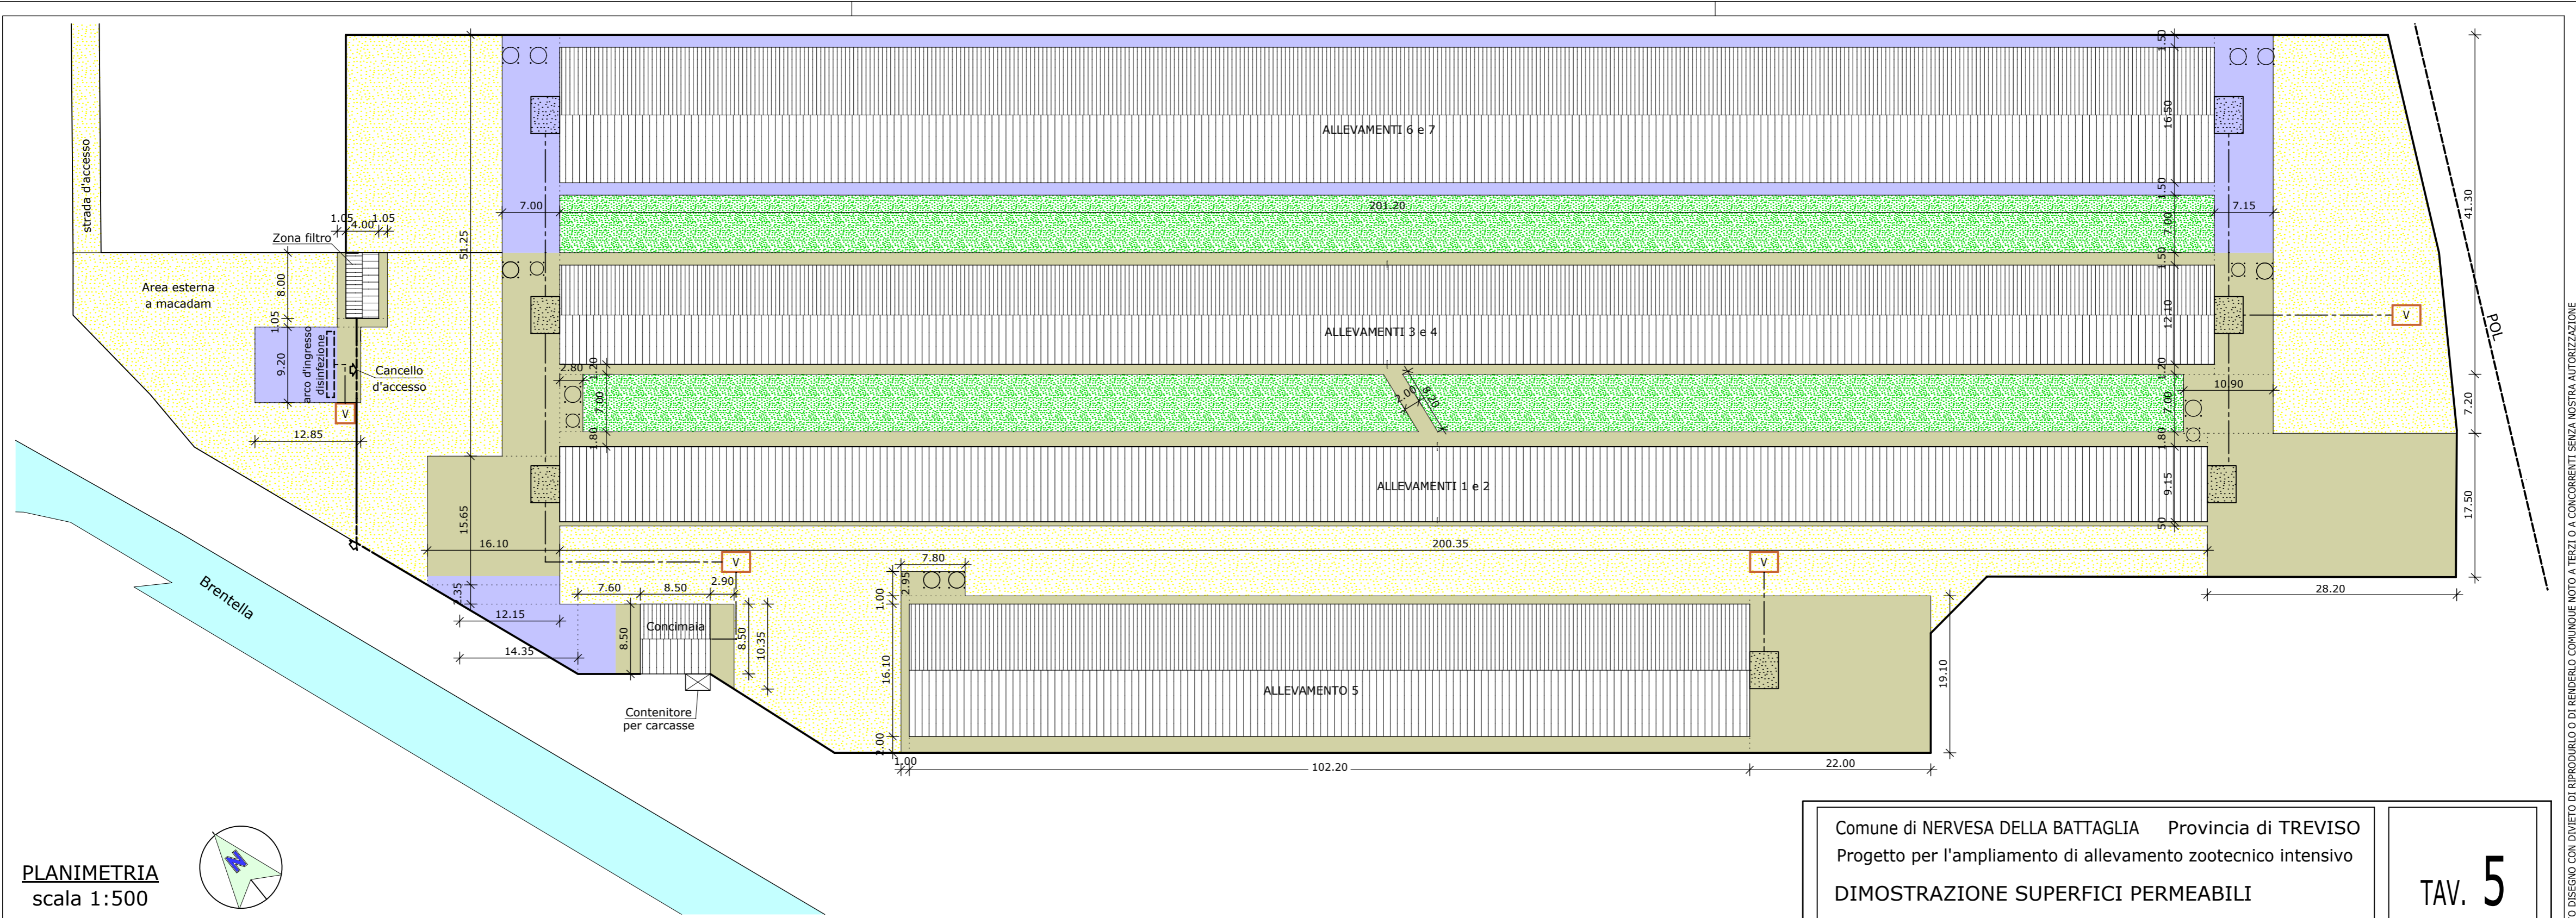 strada d'accesso
Zona filtro
Area esterna
a macadam
arco d'ingresso
disinfezione
Cancello
d'accesso
1.05
4.00
1.05
8.00
1.05
9.20
12.85
V
51.25
7.00
201.20
7.15
1.50
16.50
1.50
7.00
1.50
12.10
1.20
7.00
1.80
9.15
50
ALLEVAMENTI 6 e 7
ALLEVAMENTI 3 e 4
ALLEVAMENTI 1 e 2
2.80
1.20
7.00
1.80
2.00
8.20
10.90
41.30
7.20
17.50
V
POL
15.65
16.10
200.35
28.20
12.15
14.35
7.60
8.50
2.90
V
Concimaia
8.50
8.50
10.35
Contenitore
per carcasse
7.80
2.95
1.00
16.10
2.00
1.00
102.20
22.00
19.10
V
ALLEVAMENTO 5
Brentella
N
PLANIMETRIA
scala 1:500
Comune di NERVESA DELLA BATTAGLIA Provincia di TREVISO
Progetto per l'ampliamento di allevamento zootecnico intensivo
DIMOSTRAZIONE SUPERFICI PERMEABILI
TAV. 5
DISEGNO CON DIVIETO DI RIPRODURLO O DI RENDERLO COMUNQUE NOTO A TERZI O A CONCORRENTI SENZA NOSTRA AUTORIZZAZIONE